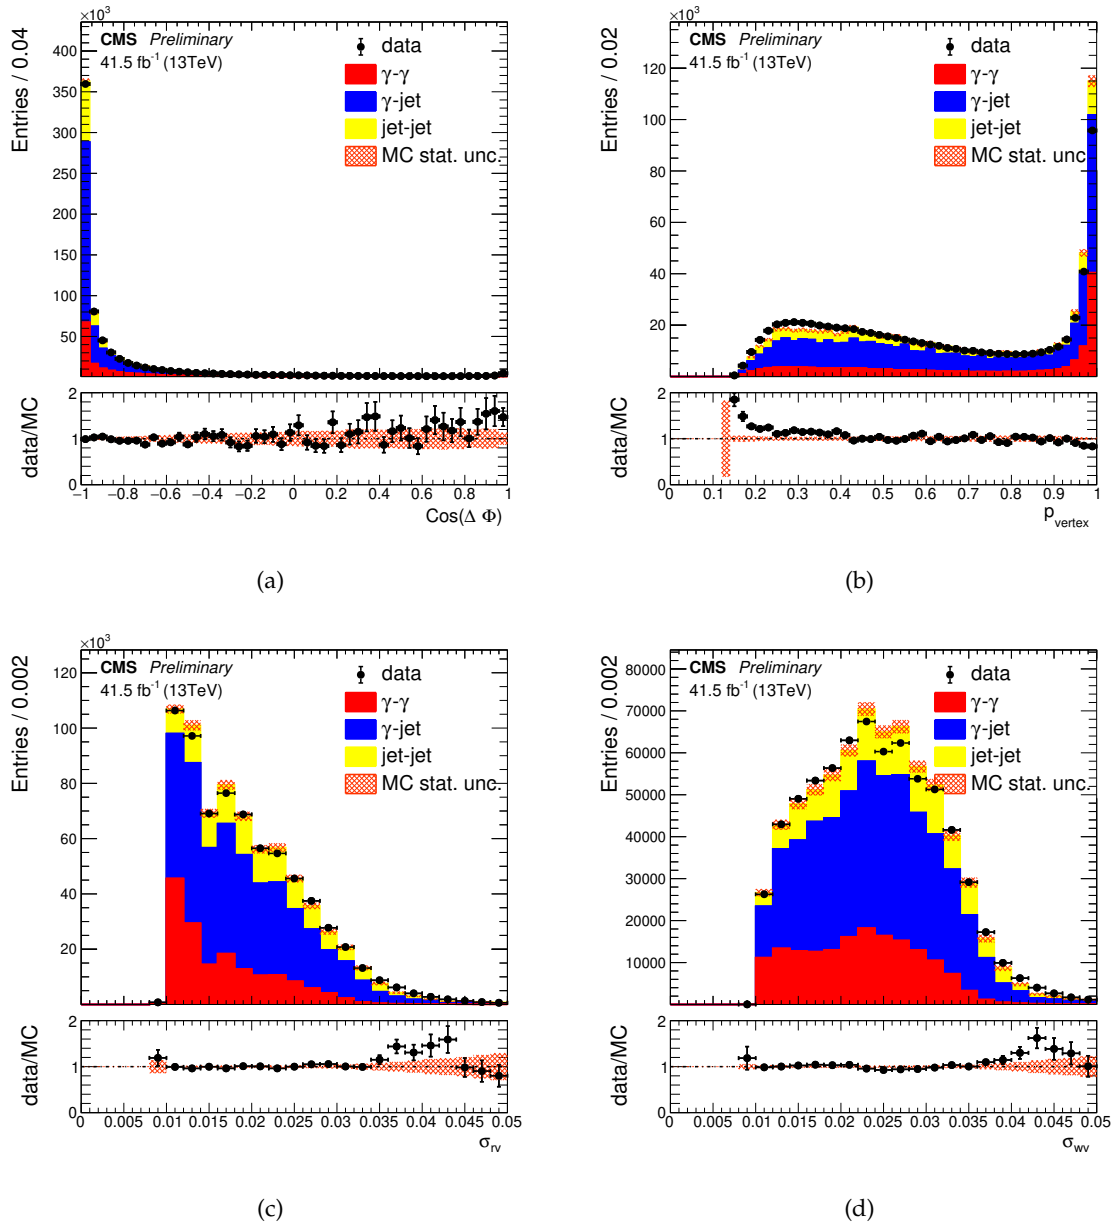 ×10³
Entries / 0.04
CMS Preliminary
41.5 fb⁻¹ (13TeV)
data
γ-γ
γ-jet
jet-jet
MC stat. unc.
400
350
300
250
200
150
100
50
data/MC
2
1
0
−1 −0.8 −0.6 −0.4 −0.2 0 0.2 0.4 0.6 0.8 1
Cos(Δ Φ)
(a)
×10³
Entries / 0.02
CMS Preliminary
41.5 fb⁻¹ (13TeV)
data
γ-γ
γ-jet
jet-jet
MC stat. unc.
120
100
80
60
40
20
data/MC
2
1
0
0 0.1 0.2 0.3 0.4 0.5 0.6 0.7 0.8 0.9 1
p_vertex
(b)
×10³
Entries / 0.002
CMS Preliminary
41.5 fb⁻¹ (13TeV)
data
γ-γ
γ-jet
jet-jet
MC stat. unc.
120
100
80
60
40
20
data/MC
2
1
0
0 0.005 0.01 0.015 0.02 0.025 0.03 0.035 0.04 0.045 0.05
σ_rv
(c)
Entries / 0.002
CMS Preliminary
41.5 fb⁻¹ (13TeV)
data
γ-γ
γ-jet
jet-jet
MC stat. unc.
80000
70000
60000
50000
40000
30000
20000
10000
data/MC
2
1
0
0 0.005 0.01 0.015 0.02 0.025 0.03 0.035 0.04 0.045 0.05
σ_wv
(d)